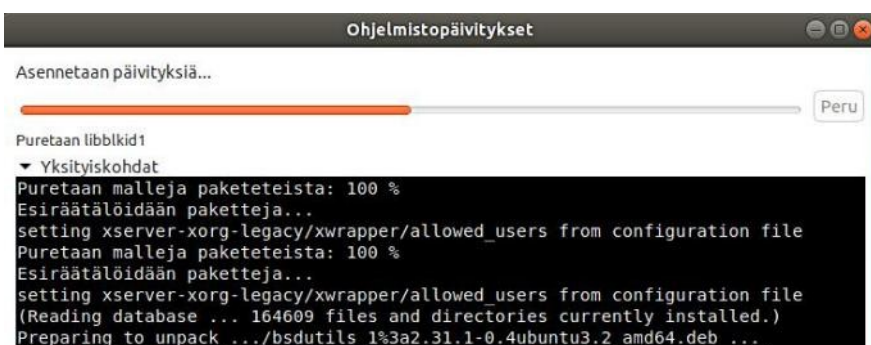 Ohjelmistopäivitykset
Asennetaan päivityksiä...
Peru
Puretaan libblkid1
Yksityiskohdat
Puretaan malleja paketeteista: 100 %
Esiräätälöidään paketteja...
setting xserver-xorg-legacy/xwrapper/allowed_users from configuration file
Puretaan malleja paketeteista: 100 %
Esiräätälöidään paketteja...
setting xserver-xorg-legacy/xwrapper/allowed_users from configuration file
(Reading database ... 164609 files and directories currently installed.)
Preparing to unpack .../bsdutils_1%3a2.31.1-0.4ubuntu3.2_amd64.deb ...